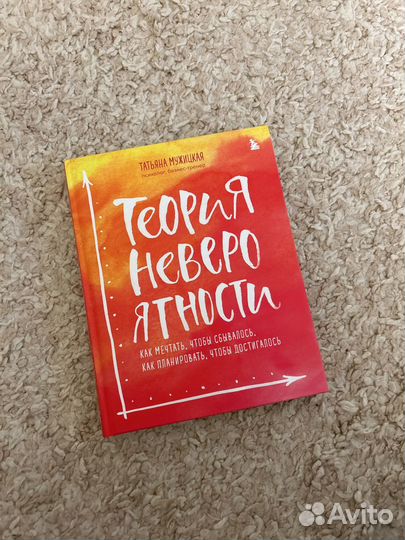 ТАТЬЯНА МУЖИЦКАЯ
психолог, бизнес-тренер
ТЕОРИЯ
НЕВЕРО
ЯТНОСТИ
КАК МЕЧТАТЬ, ЧТОБЫ СБЫВАЛОСЬ,
КАК ПЛАНИРОВАТЬ, ЧТОБЫ ДОСТИГАЛОСЬ
Avito